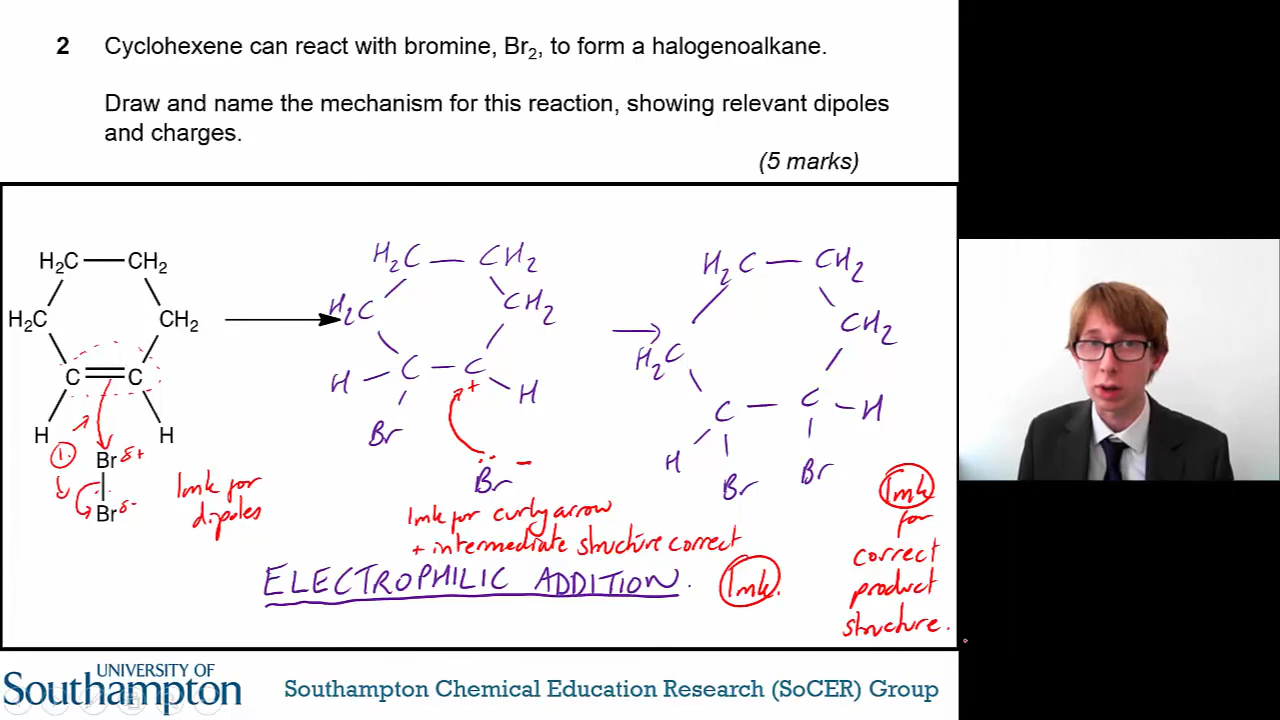 2 Cyclohexene can react with bromine, Br2, to form a halogenoalkane.
Draw and name the mechanism for this reaction, showing relevant dipoles
and charges.
(5 marks)
H2C CH2
H2C CH2
C C
H H
Br δ+
Br δ-
1.
1mk for
dipoles
H2C CH2
H2C CH2
H C C + H
Br
Br -
1mk for curly arrow
+ intermediate structure correct
H2C CH2
H2C CH2
C C H
H Br Br
1mk
for
correct
product
structure.
ELECTROPHILIC ADDITION. 1mk.
UNIVERSITY OF
Southampton
Southampton Chemical Education Research (SoCER) Group